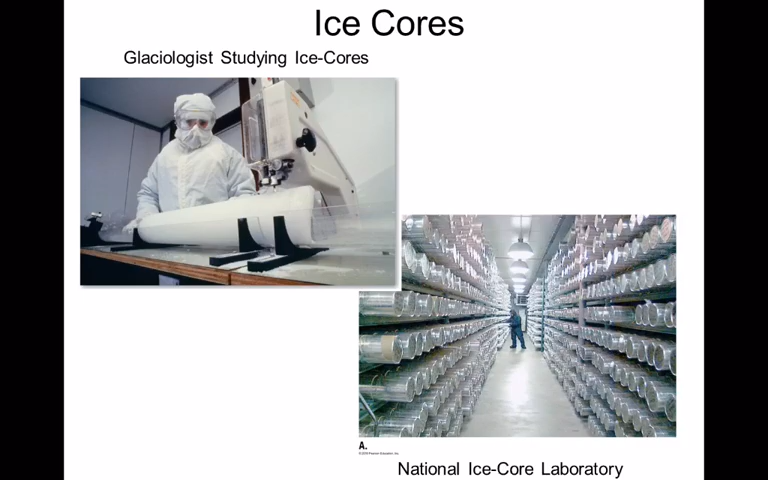 Ice Cores
Glaciologist Studying Ice-Cores
A.
National Ice-Core Laboratory